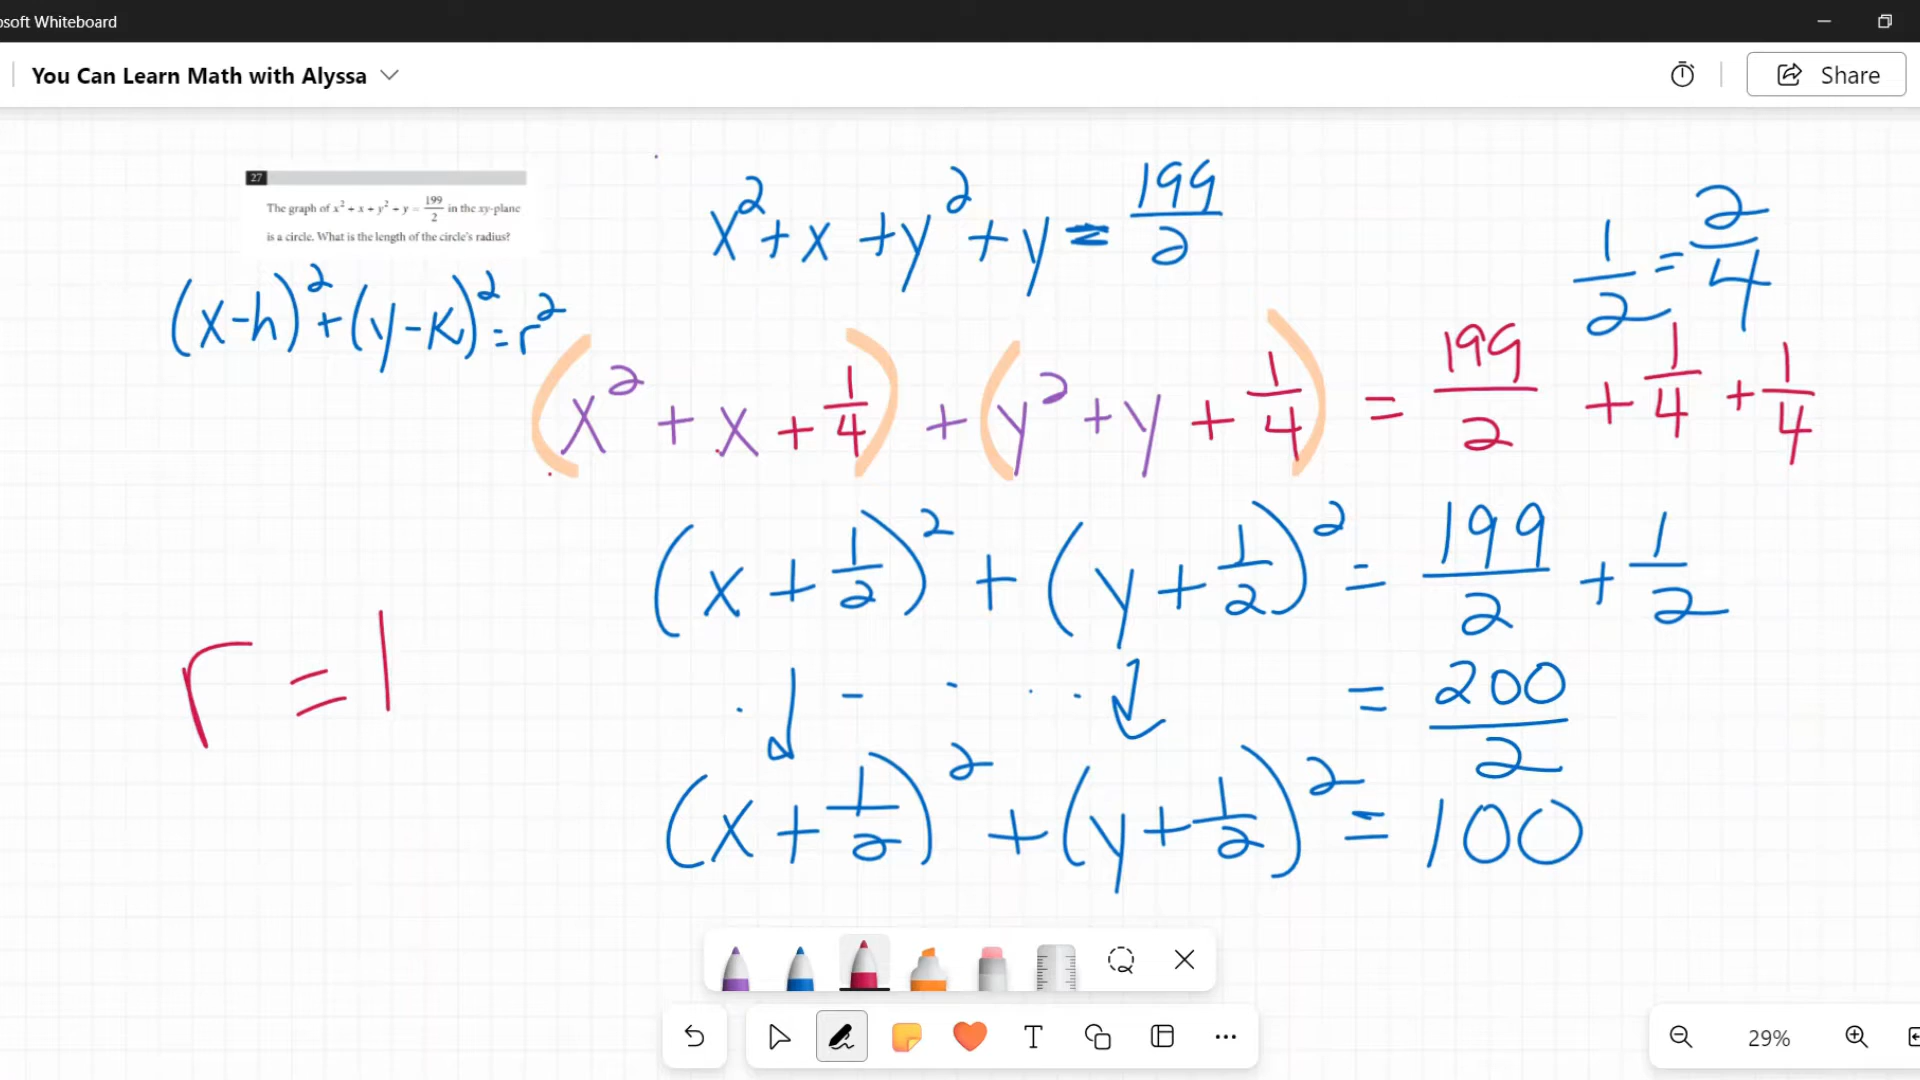 osoft Whiteboard
You Can Learn Math with Alyssa
Share
27
The graph of x² + x + y² + y = 199/2 in the xy-plane
is a circle. What is the length of the circle's radius?
(x-h)² + (y-k)² = r²
x² + x + y² + y = 199/2
1/2 = 2/4
(x² + x + 1/4) + (y² + y + 1/4) = 199/2 + 1/4 + 1/4
(x + 1/2)² + (y + 1/2)² = 199/2 + 1/2
= 200/2
(x + 1/2)² + (y + 1/2)² = 100
r = 1
T
29%